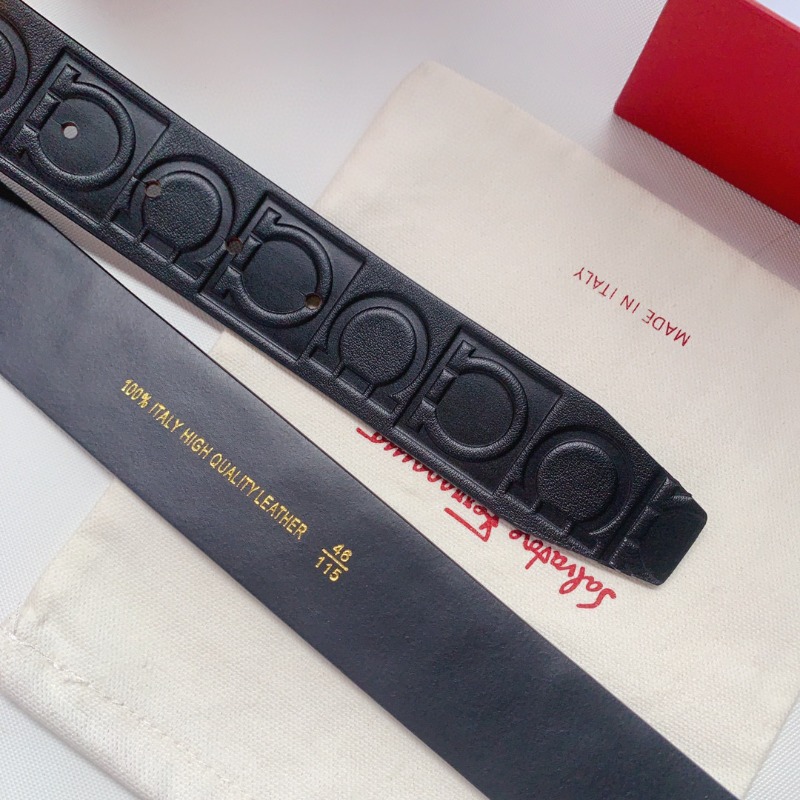 MADE IN ITALY
Salvatore Ferragamo
100% ITALY HIGH QUALITY LEATHER
46
115